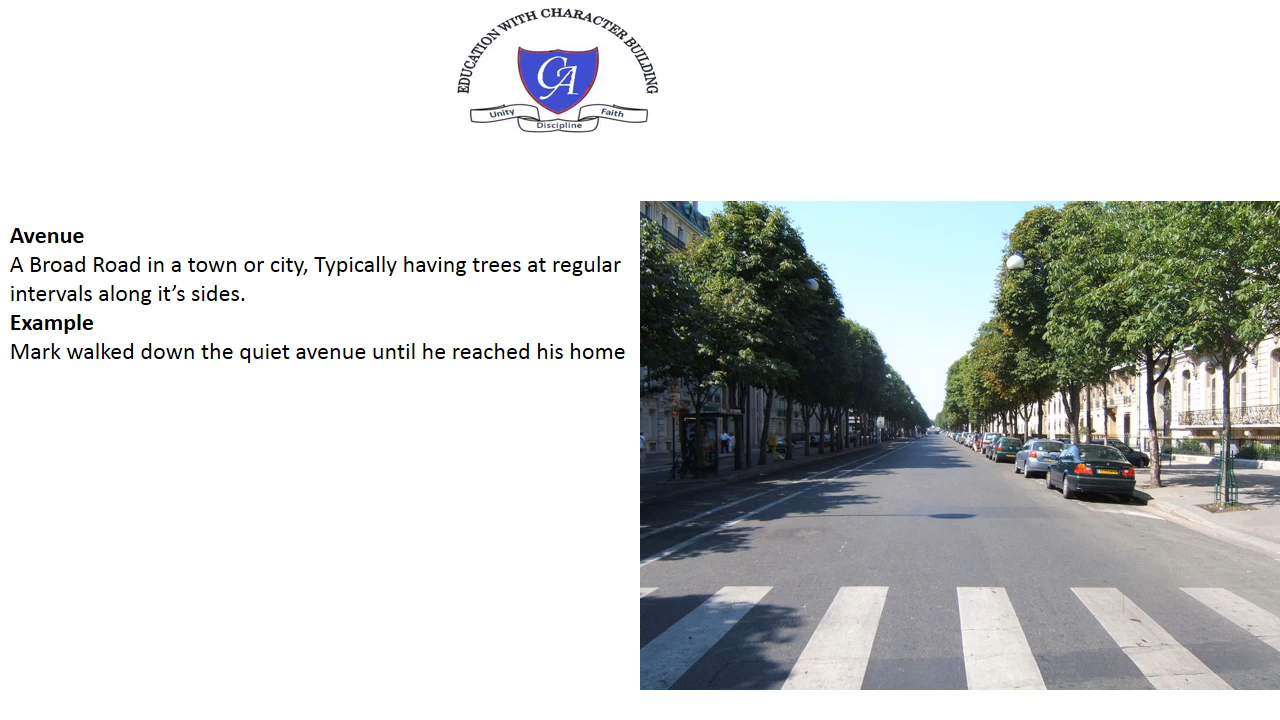 EDUCATION WITH CHARACTER BUILDING
CA
Unity
Discipline
Faith
Avenue
A Broad Road in a town or city, Typically having trees at regular
intervals along it’s sides.
Example
Mark walked down the quiet avenue until he reached his home